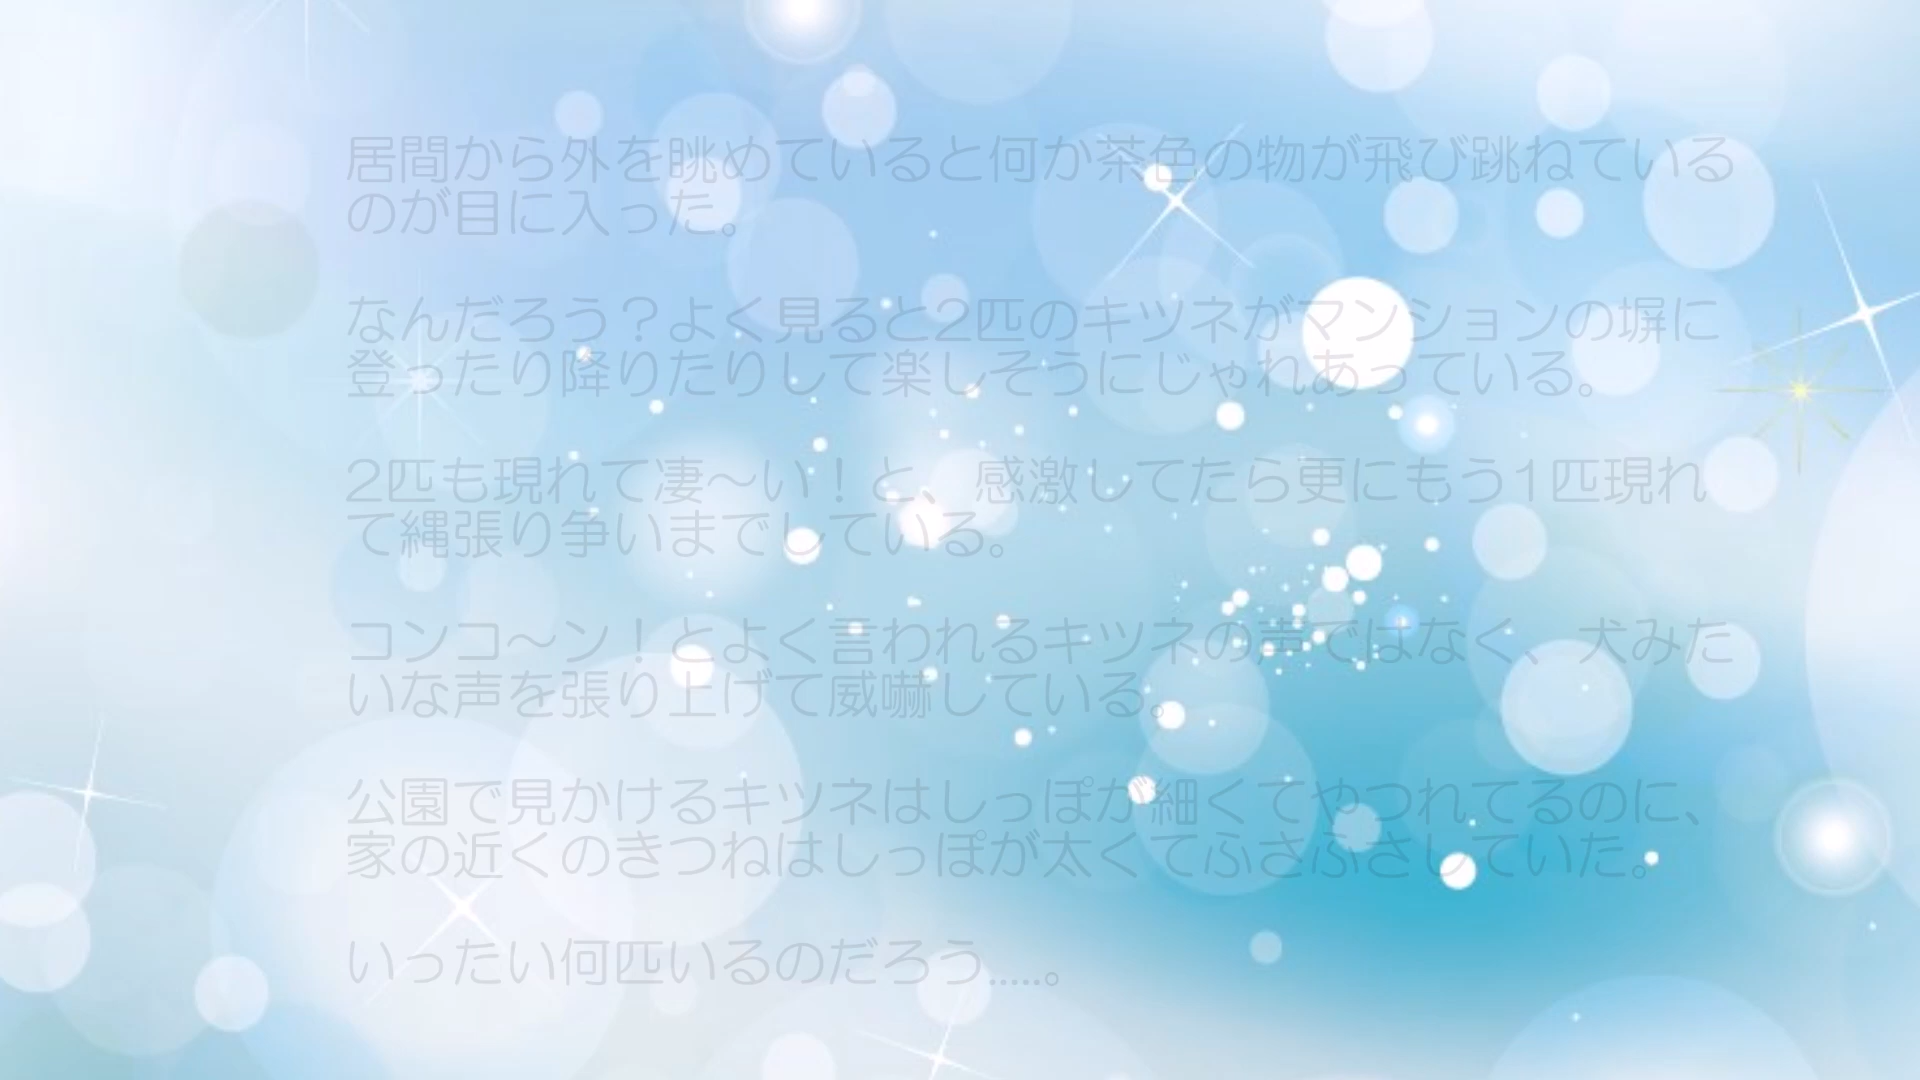 居間から外を眺めていると何か茶色の物が飛び跳ねている
のが目に入った。
なんだろう？よく見ると2匹のキツネがマンションの塀に
登ったり降りたりして楽しそうにじゃれあっている。
2匹も現れて凄〜い！と、感激してたら更にもう1匹現れ
て縄張り争いまでしている。
コンコ〜ン！とよく言われるキツネの声ではなく、犬みた
いな声を張り上げて威嚇している。
公園で見かけるキツネはしっぽが細くてやつれてるのに、
家の近くのきつねはしっぽが太くてふさふさしていた。
いったい何匹いるのだろう.....。